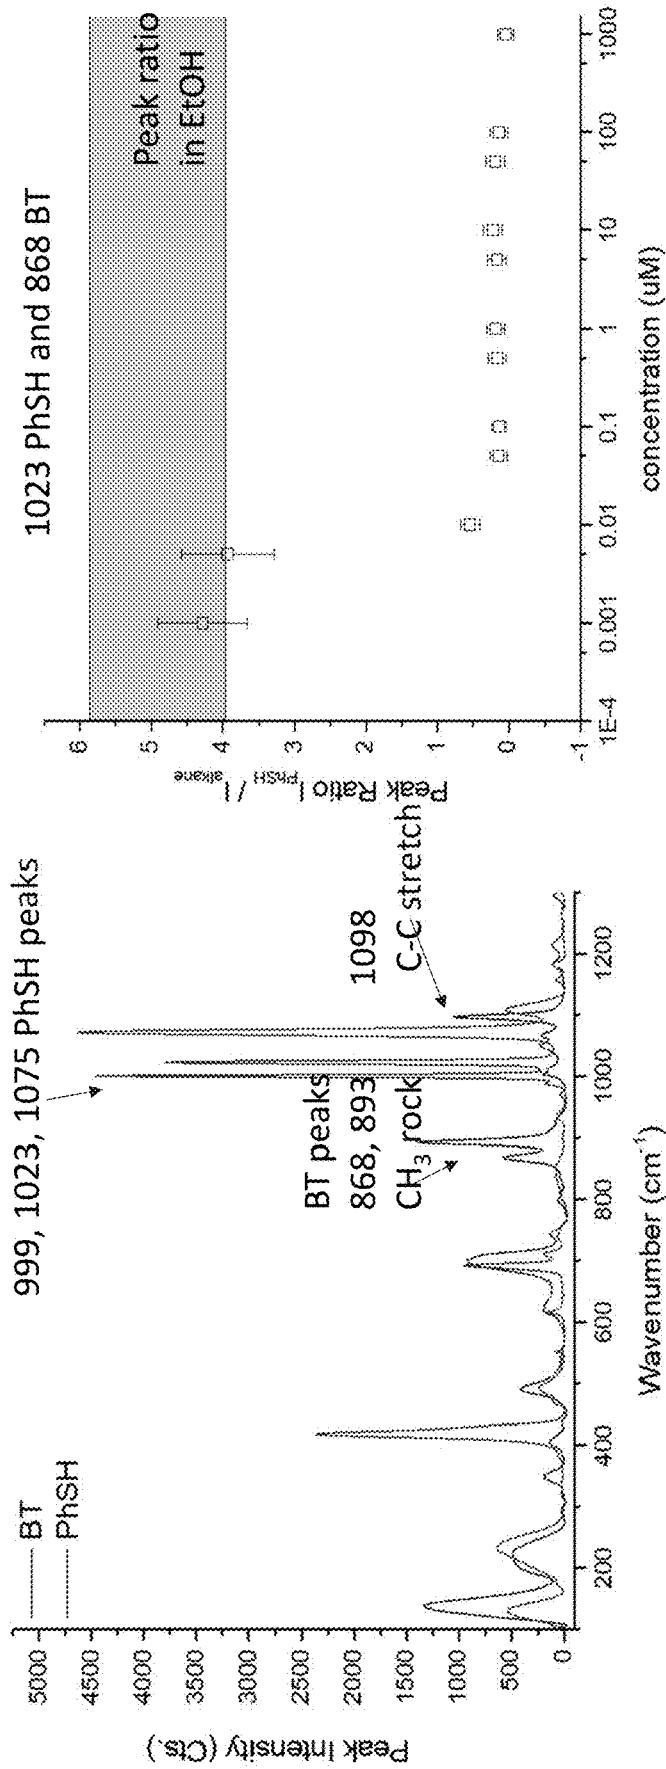 BT
PhSH
999, 1023, 1075 PhSH peaks
BT peaks
868, 893
CH3 rock
1098
C-C stretch
5000
4500
4000
3500
3000
2500
2000
1500
1000
500
0
Peak Intensity (Cts.)
200
400
600
800
1000
1200
Wavenumber (cm-1)
1023 PhSH and 868 BT
Peak ratio
in EtOH
6
5
4
3
2
1
0
-1
Peak Ratio IPhSH / Ialkane
1E-4
0.001
0.01
0.1
1
10
100
1000
concentration (uM)